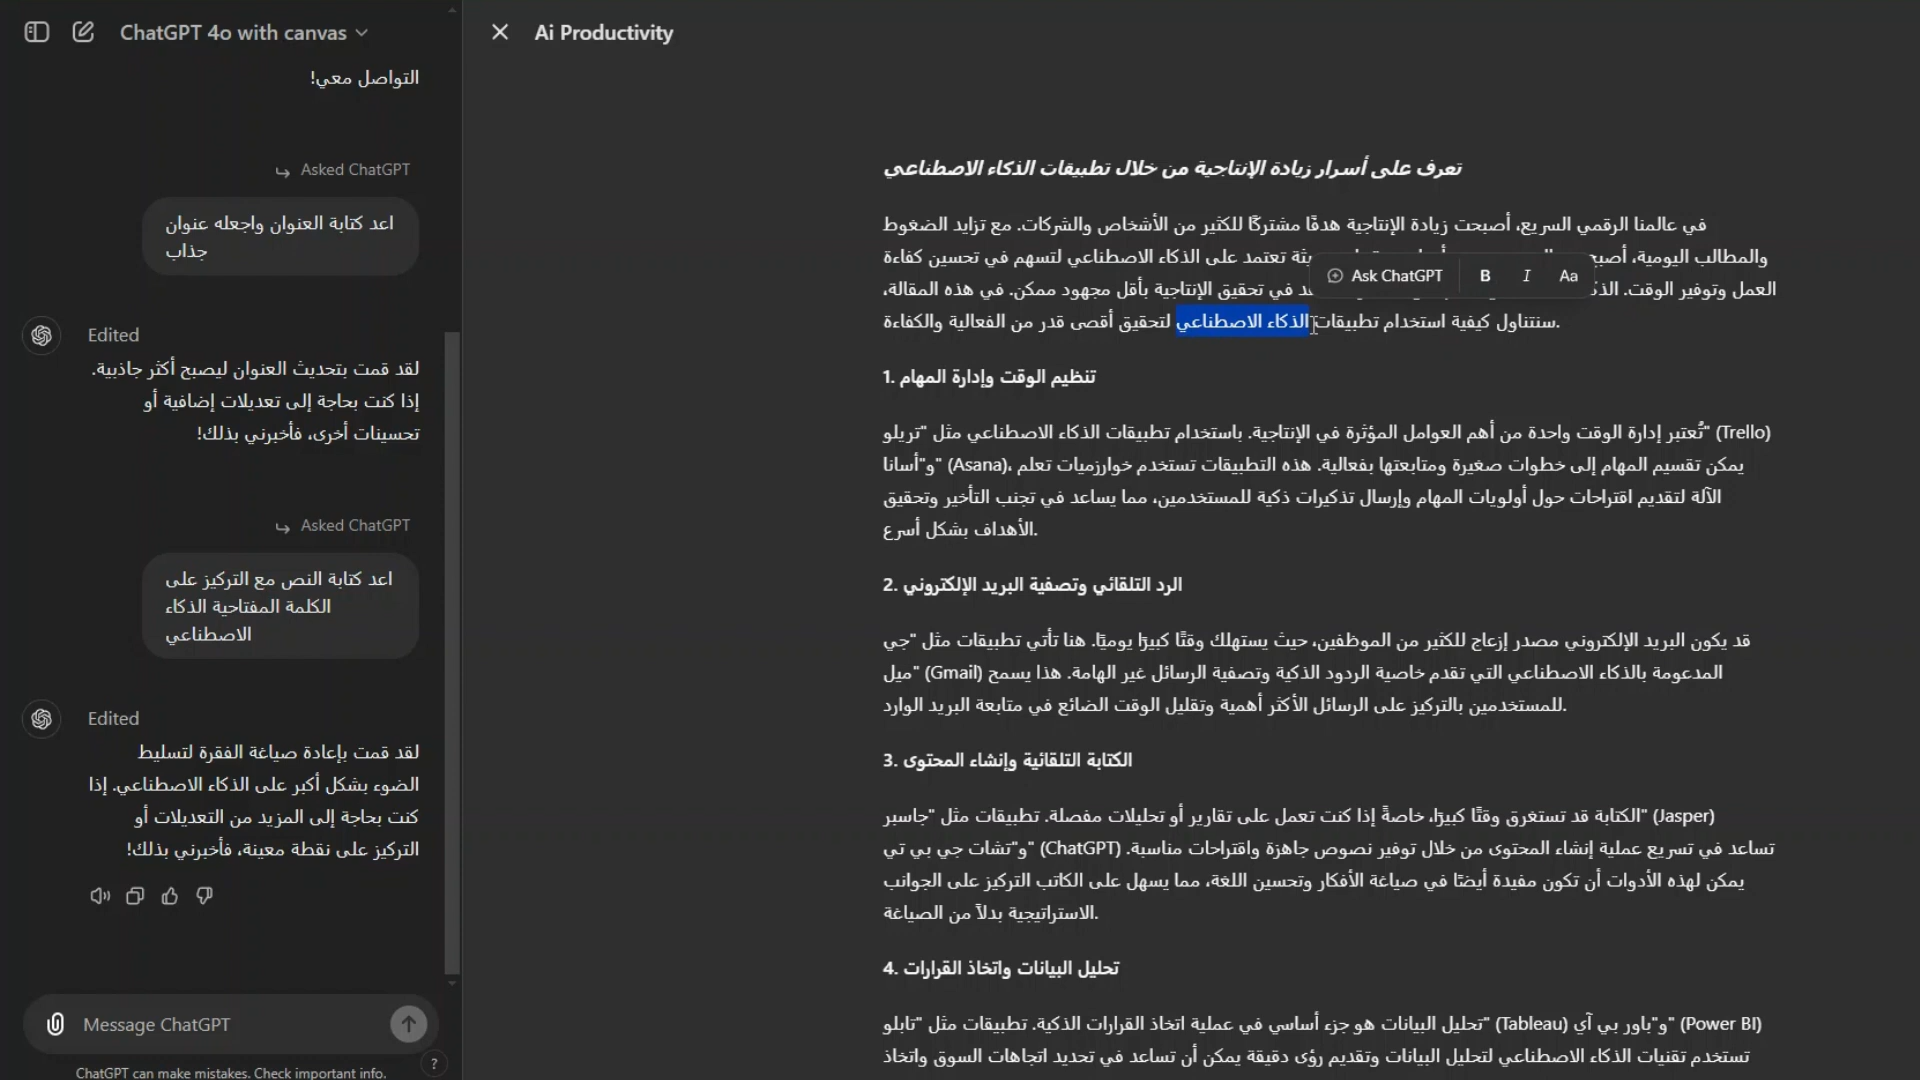 ChatGPT 4o with canvas
التواصل معي!
Asked ChatGPT
اعد كتابة العنوان واجعله عنوان
جذاب
Edited
لقد قمت بتحديث العنوان ليصبح أكثر جاذبية.
إذا كنت بحاجة إلى تعديلات إضافية أو
تحسينات أخرى، فأخبرني بذلك!
Asked ChatGPT
اعد كتابة النص مع التركيز على
الكلمة المفتاحية الذكاء
الاصطناعي
Edited
لقد قمت بإعادة صياغة الفقرة لتسليط
الضوء بشكل أكبر على الذكاء الاصطناعي. إذا
كنت بحاجة إلى المزيد من التعديلات أو
التركيز على نقطة معينة، فأخبرني بذلك!
Message ChatGPT
ChatGPT can make mistakes. Check important info.
?
Ai Productivity
تعرف على أسرار زيادة الإنتاجية من خلال تطبيقات الذكاء الاصطناعي
في عالمنا الرقمي السريع، أصبحت زيادة الإنتاجية هدفًا مشتركًا للكثير من الأشخاص والشركات. مع تزايد الضغوط
والمطالب اليومية، تعتمد على الذكاء الاصطناعي لتسهم في تحسين كفاءة
Ask ChatGPT B I Aa
العمل وتوفير الوقت. في تحقيق الإنتاجية بأقل مجهود ممكن. في هذه المقالة،
سنتناول كيفية استخدام تطبيقات الذكاء الاصطناعي لتحقيق أقصى قدر من الفعالية والكفاءة.
1. تنظيم الوقت وإدارة المهام
تُعتبر إدارة الوقت واحدة من أهم العوامل المؤثرة في الإنتاجية. باستخدام تطبيقات الذكاء الاصطناعي مثل "تريلو" (Trello)
و"أسانا" (Asana)، يمكن تقسيم المهام إلى خطوات صغيرة ومتابعتها بفعالية. هذه التطبيقات تستخدم خوارزميات تعلم
الآلة لتقديم اقتراحات حول أولويات المهام وإرسال تذكيرات ذكية للمستخدمين، مما يساعد في تجنب التأخير وتحقيق
الأهداف بشكل أسرع.
2. الرد التلقائي وتصفية البريد الإلكتروني
قد يكون البريد الإلكتروني مصدر إزعاج للكثير من الموظفين، حيث يستهلك وقتًا كبيرًا يوميًا. هنا تأتي تطبيقات مثل "جي
ميل" (Gmail) المدعومة بالذكاء الاصطناعي التي تقدم خاصية الردود الذكية وتصفية الرسائل غير الهامة. هذا يسمح
للمستخدمين بالتركيز على الرسائل الأكثر أهمية وتقليل الوقت الضائع في متابعة البريد الوارد.
3. الكتابة التلقائية وإنشاء المحتوى
الكتابة قد تستغرق وقتًا كبيرًا، خاصةً إذا كنت تعمل على تقارير أو تحليلات مفصلة. تطبيقات مثل "جاسبر" (Jasper)
و"تشات جي بي تي" (ChatGPT) تساعد في تسريع عملية إنشاء المحتوى من خلال توفير نصوص جاهزة واقتراحات مناسبة.
يمكن لهذه الأدوات أن تكون مفيدة أيضًا في صياغة الأفكار وتحسين اللغة، مما يسهل على الكاتب التركيز على الجوانب
الاستراتيجية بدلاً من الصياغة.
4. تحليل البيانات واتخاذ القرارات
تحليل البيانات هو جزء أساسي في عملية اتخاذ القرارات الذكية. تطبيقات مثل "تابلو" (Tableau) و"باور بي آي" (Power BI)
تستخدم تقنيات الذكاء الاصطناعي لتحليل البيانات وتقديم رؤى دقيقة يمكن أن تساعد في تحديد اتجاهات السوق واتخاذ